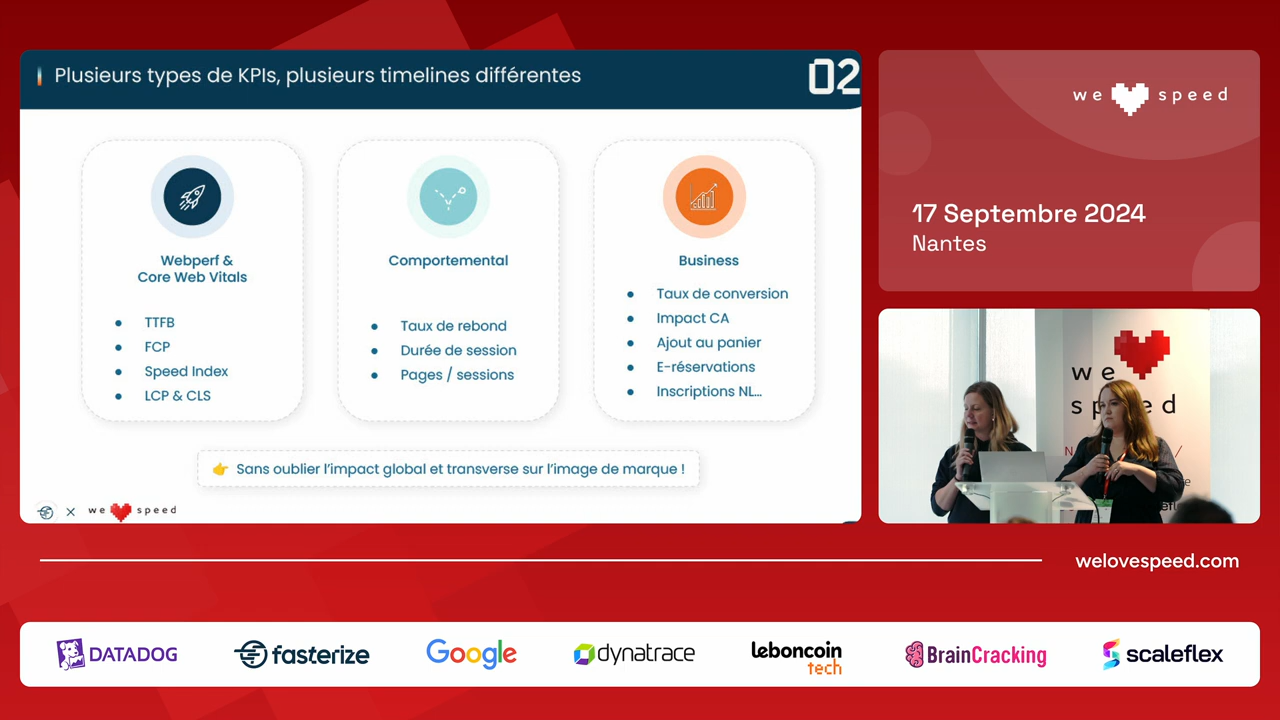 Plusieurs types de KPIs, plusieurs timelines différentes
02
Webperf &
Core Web Vitals
TTFB
FCP
Speed Index
LCP & CLS
Comportemental
Taux de rebond
Durée de session
Pages / sessions
Business
Taux de conversion
Impact CA
Ajout au panier
E-réservations
Inscriptions NL...
👉 Sans oublier l'impact global et transverse sur l'image de marque !
we speed
we speed
17 Septembre 2024
Nantes
we
speed
welovespeed.com
DATADOG
fasterize
Google
dynatrace
leboncoin
tech
BrainCracking
scaleflex